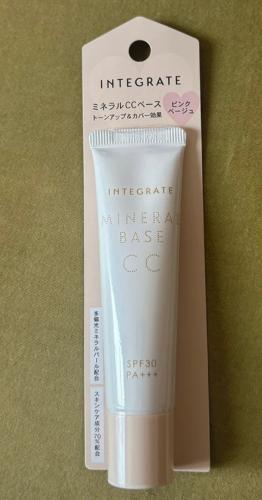 INTEGRATE
ミネラルCCベース
トーンアップ&カバー効果
ピンク
ベージュ
INTEGRATE
MINERAL
BASE
CC
SPF30
PA+++
多偏光ミネラルパール配合
スキンケア成分70%配合